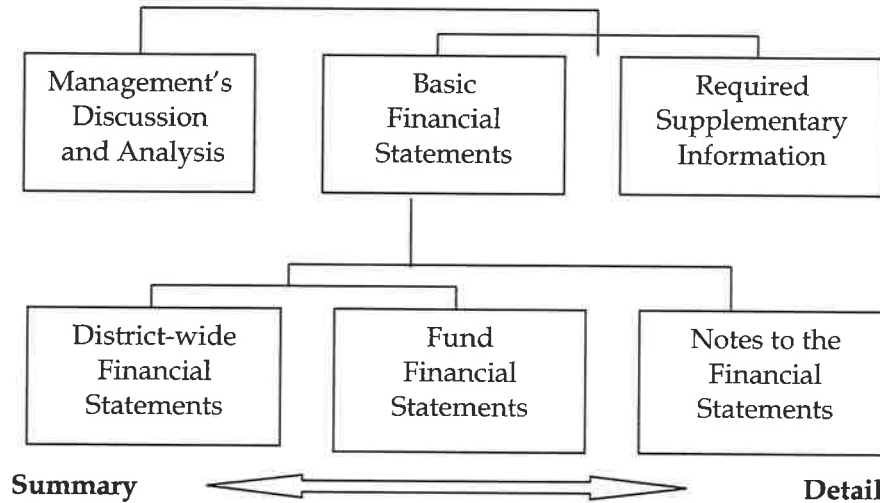 Management's
Discussion
and Analysis
Basic
Financial
Statements
Required
Supplementary
Information
District-wide
Financial
Statements
Fund
Financial
Statements
Notes to the
Financial
Statements
Summary
Detail